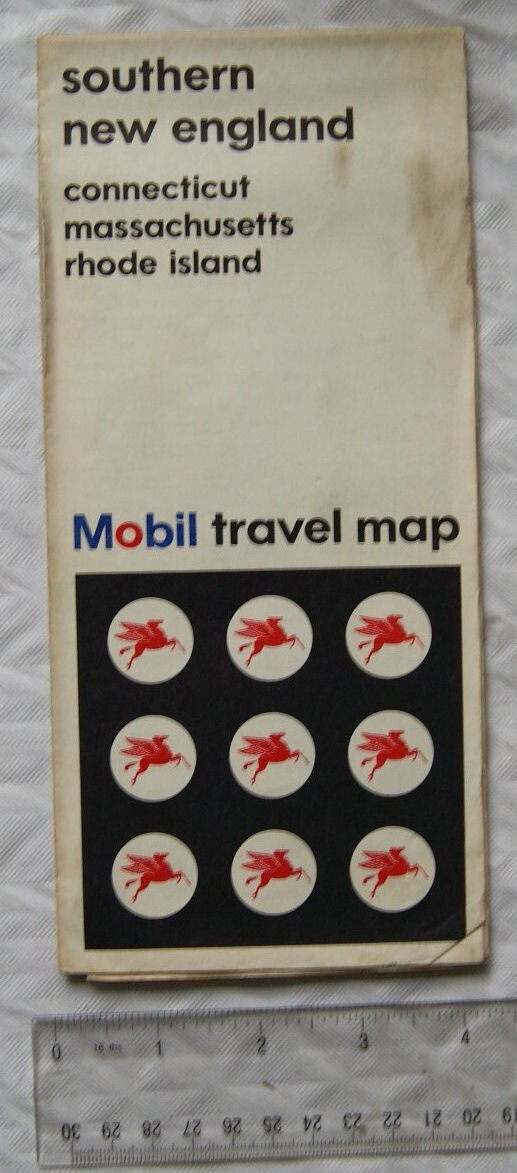 southern
new england
connecticut
massachusetts
rhode island
Mobil travel map
0 1 2 3 4
30 29 28 27 26 25 24 23 22 21 20 19